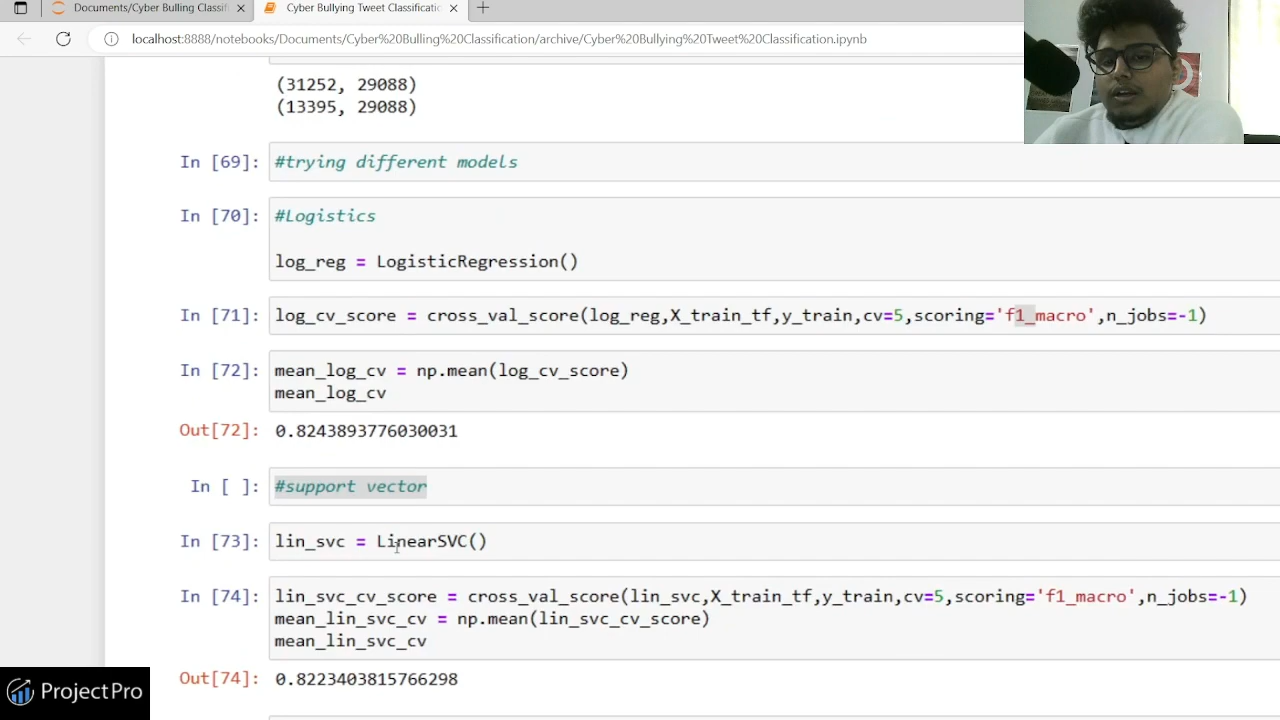 Documents/Cyber Bulling Classifi
Cyber Bullying Tweet Classificatio
localhost:8888/notebooks/Documents/Cyber%20Bulling%20Classification/archive/Cyber%20Bullying%20Tweet%20Classification.ipynb
(31252, 29088)
(13395, 29088)
In [69]: #trying different models
In [70]: #Logistics
log_reg = LogisticRegression()
In [71]: log_cv_score = cross_val_score(log_reg,X_train_tf,y_train,cv=5,scoring='f1_macro',n_jobs=-1)
In [72]: mean_log_cv = np.mean(log_cv_score)
mean_log_cv
Out[72]: 0.8243893776030031
In [ ]: #support vector
In [73]: lin_svc = LinearSVC()
In [74]: lin_svc_cv_score = cross_val_score(lin_svc,X_train_tf,y_train,cv=5,scoring='f1_macro',n_jobs=-1)
mean_lin_svc_cv = np.mean(lin_svc_cv_score)
mean_lin_svc_cv
Out[74]: 0.8223403815766298
ProjectPro